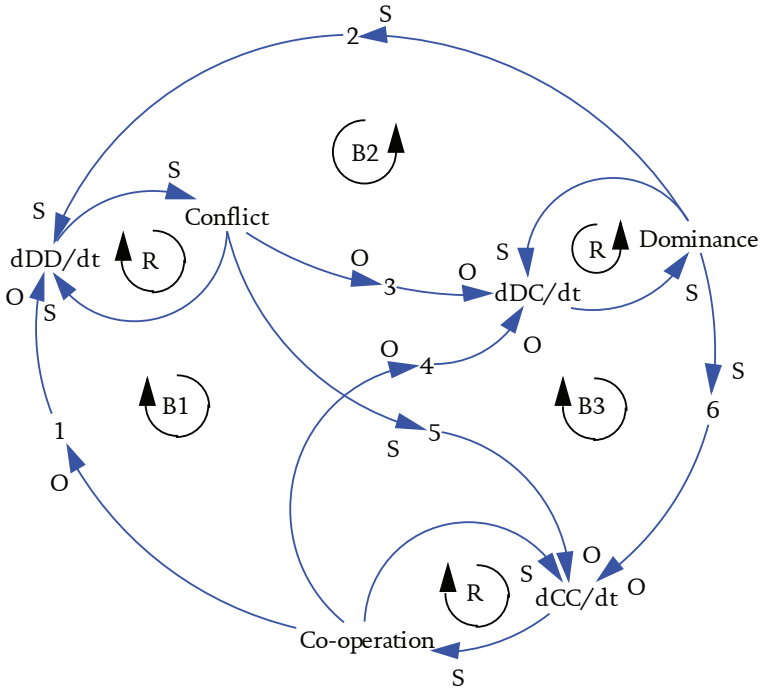 S
2
B2
S
S
Conflict
dDD/dt
R
S
R
Dominance
O
3
O
dDC/dt
S
O
S
O
4
O
S
B1
B3
6
1
S
5
O
O
S
R
dCC/dt
O
Co-operation
S